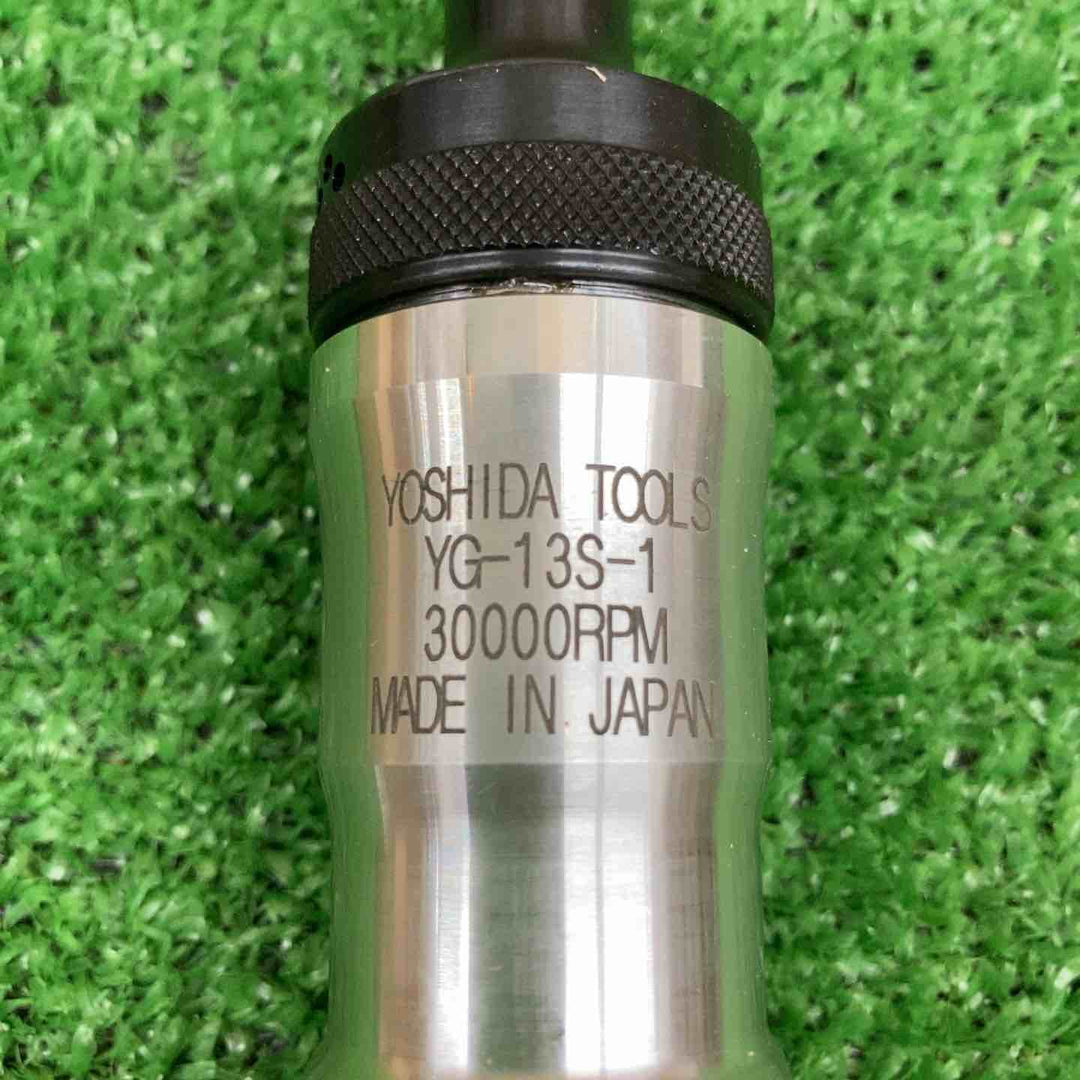 YOSHIDA TOOLS
YG-13S-1
30000RPM
MADE IN JAPAN